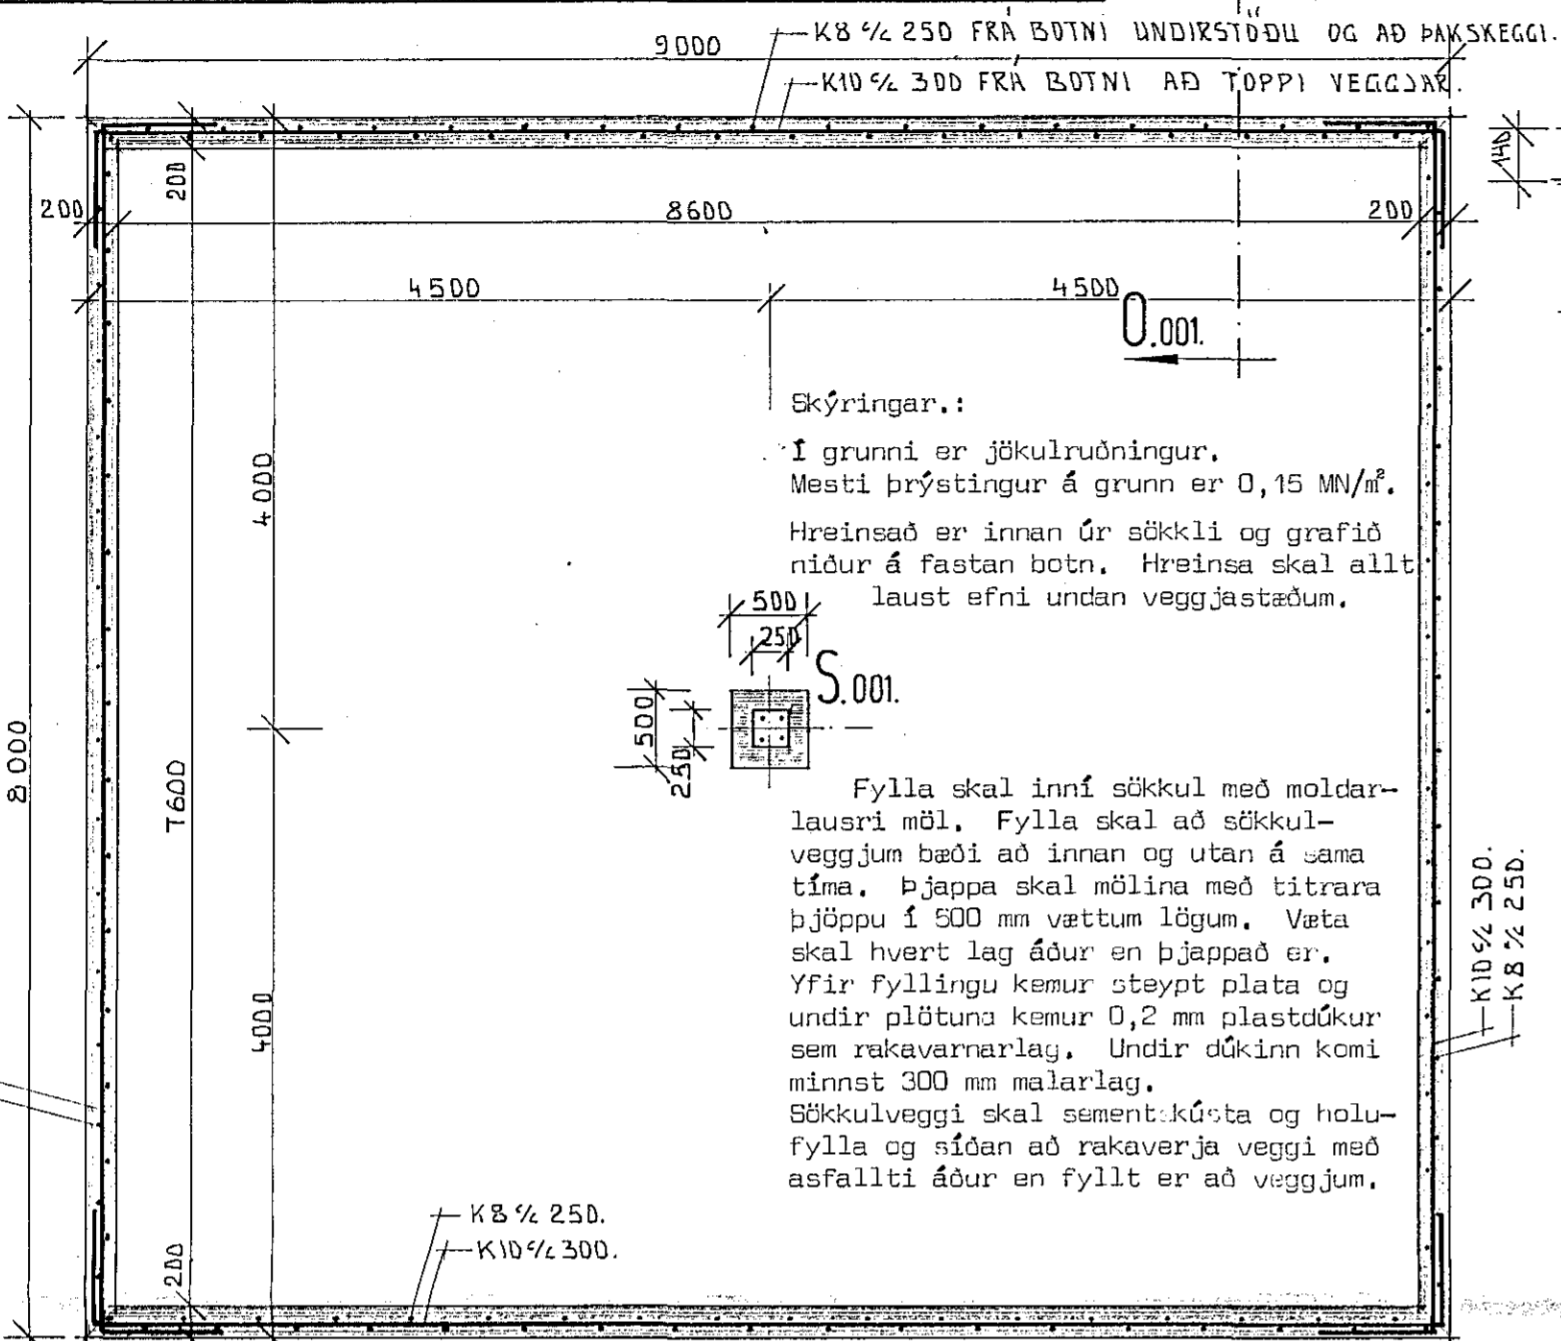 K8 c/c 250 FRÁ BOTNI UNDIRSTÖÐU OG AÐ ÞAKSKEGGI.
9000
K10 c/c 300 FRÁ BOTNI AÐ TOPPI VEGGJAR.
140
200
200
8600
200
4500
4500
O.001.
Skýringar.:
Í grunni er jökulruðningur.
Mesti þrýstingur á grunn er 0,15 MN/m².
4000
Hreinsað er innan úr sökkli og grafið
niður á fastan botn. Hreinsa skal allt
laust efni undan veggjastæðum.
500
250
S.001.
500
250
8000
7600
Fylla skal inní sökkul með moldar-
lausri möl. Fylla skal að sökkul-
veggjum bæði að innan og utan á sama
tíma. Þjappa skal mölina með titrara
þjöppu í 500 mm vættum lögum. Væta
skal hvert lag áður en þjappað er.
Yfir fyllingu kemur steypt plata og
undir plötuna kemur 0,2 mm plastdúkur
sem rakavarnarlag. Undir dúkinn komi
minnst 300 mm malarlag.
Sökkulveggi skal sementskústa og holu-
fylla og síðan að rakaverja veggi með
asfallti áður en fyllt er að veggjum.
K10 c/c 300.
K8 c/c 250.
4000
K8 c/c 250.
K10 c/c 300.
200